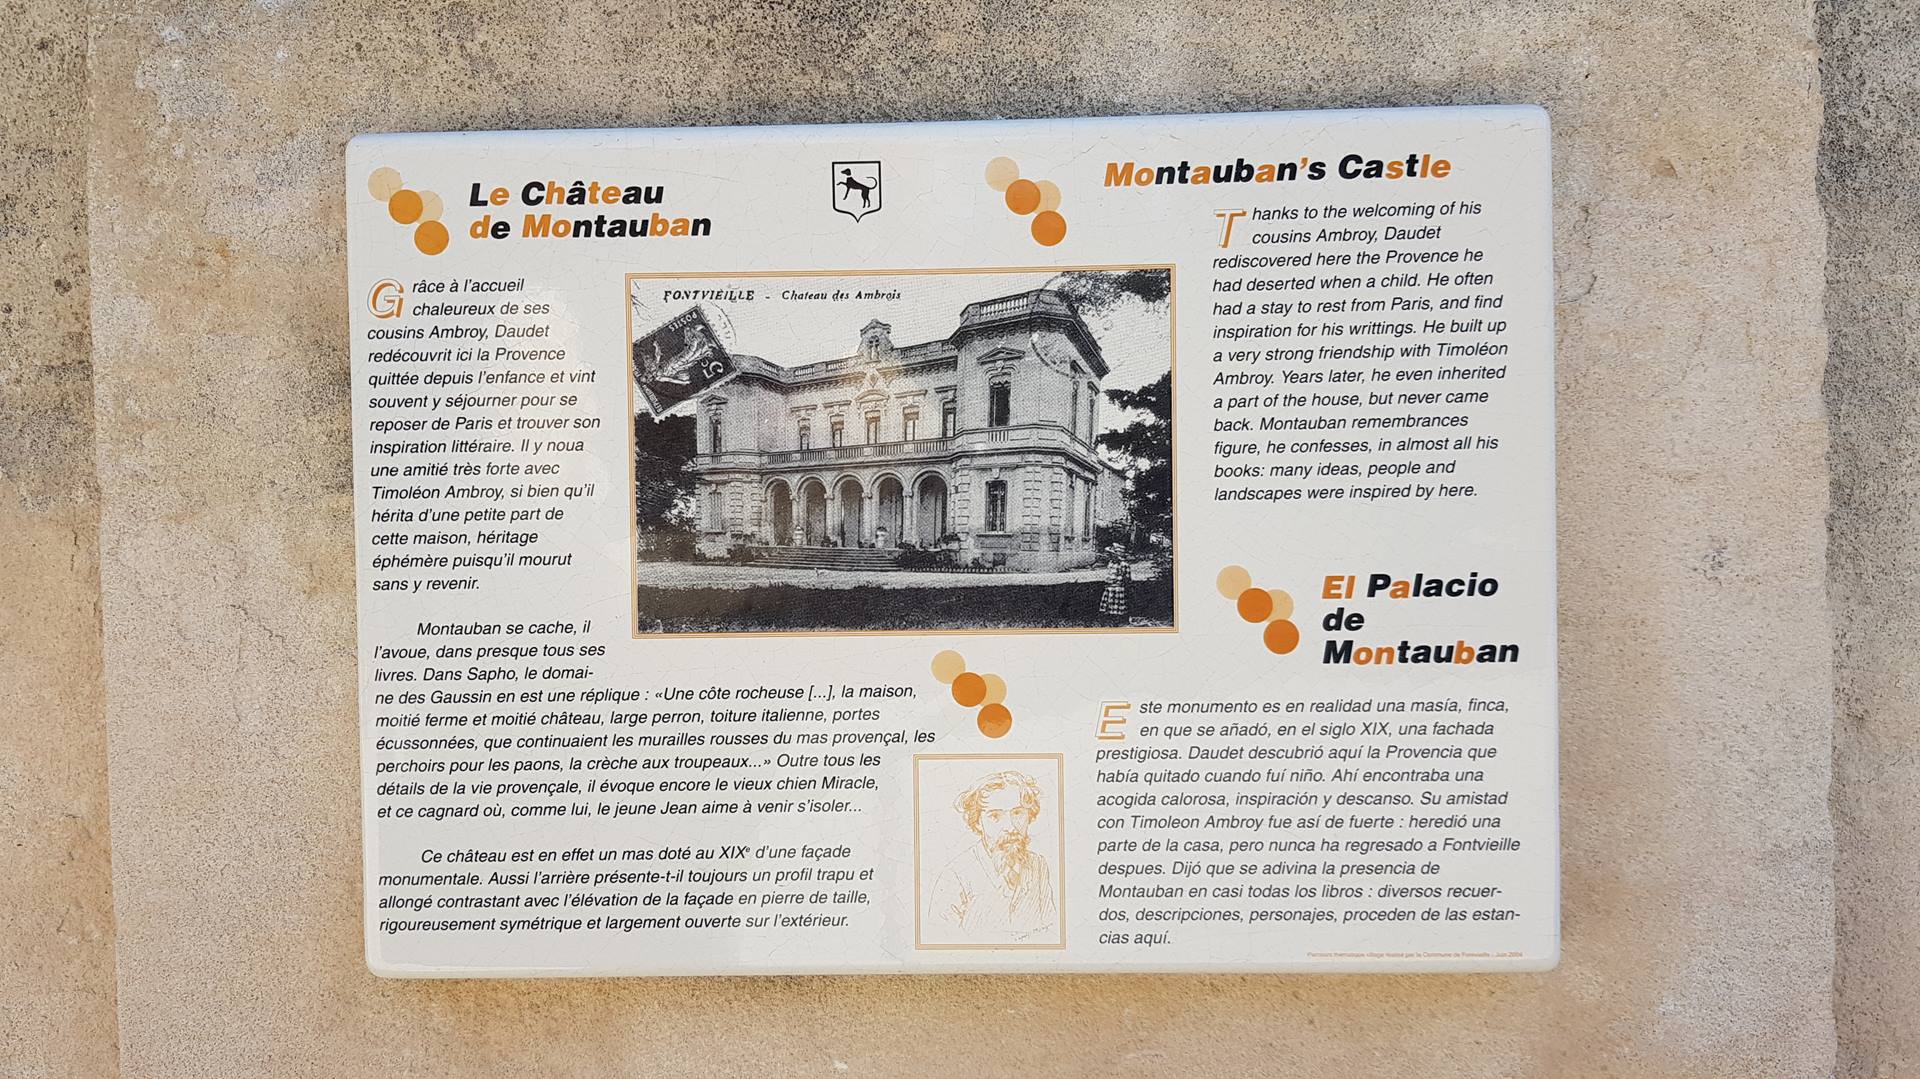 Le Château
de Montauban
Grâce à l'accueil
chaleureux de ses
cousins Ambroy, Daudet
redécouvrit ici la Provence
quittée depuis l'enfance et vint
souvent y séjourner pour se
reposer de Paris et trouver son
inspiration littéraire. Il y noua
une amitié très forte avec
Timoléon Ambroy, si bien qu'il
hérita d'une petite part de
cette maison, héritage
éphémère puisqu'il mourut
sans y revenir.
Montauban se cache, il
l'avoue, dans presque tous ses
livres. Dans Sapho, le domai-
ne des Gaussin en est une réplique : «Une côte rocheuse [...], la maison,
moitié ferme et moitié château, large perron, toiture italienne, portes
écussonnées, que continuaient les murailles rousses du mas provençal, les
perchoirs pour les paons, la crèche aux troupeaux...» Outre tous les
détails de la vie provençale, il évoque encore le vieux chien Miracle,
et ce cagnard où, comme lui, le jeune Jean aime à venir s'isoler...
Ce château est en effet un mas doté au XIXe d'une façade
monumentale. Aussi l'arrière présente-t-il toujours un profil trapu et
allongé contrastant avec l'élévation de la façade en pierre de taille,
rigoureusement symétrique et largement ouverte sur l'extérieur.
FONTVIEILLE - Chateau des Ambrois
POSTES
5
Montauban's Castle
Thanks to the welcoming of his
cousins Ambroy, Daudet
rediscovered here the Provence he
had deserted when a child. He often
had a stay to rest from Paris, and find
inspiration for his writtings. He built up
a very strong friendship with Timoléon
Ambroy. Years later, he even inherited
a part of the house, but never came
back. Montauban remembrances
figure, he confesses, in almost all his
books: many ideas, people and
landscapes were inspired by here.
El Palacio
de
Montauban
Este monumento es en realidad una masía, finca,
en que se añadó, en el siglo XIX, una fachada
prestigiosa. Daudet descubrió aquí la Provencia que
había quitado cuando fuí niño. Ahí encontraba una
acogida calorosa, inspiración y descanso. Su amistad
con Timoleon Ambroy fue así de fuerte : heredió una
parte de la casa, pero nunca ha regresado a Fontvieille
despues. Dijó que se adivina la presencia de
Montauban en casi todas los libros : diversos recuer-
dos, descripciones, personajes, proceden de las estan-
cias aquí.
Parcours thématique village réalisé par la Commune de Fontvieille - Juin 2004